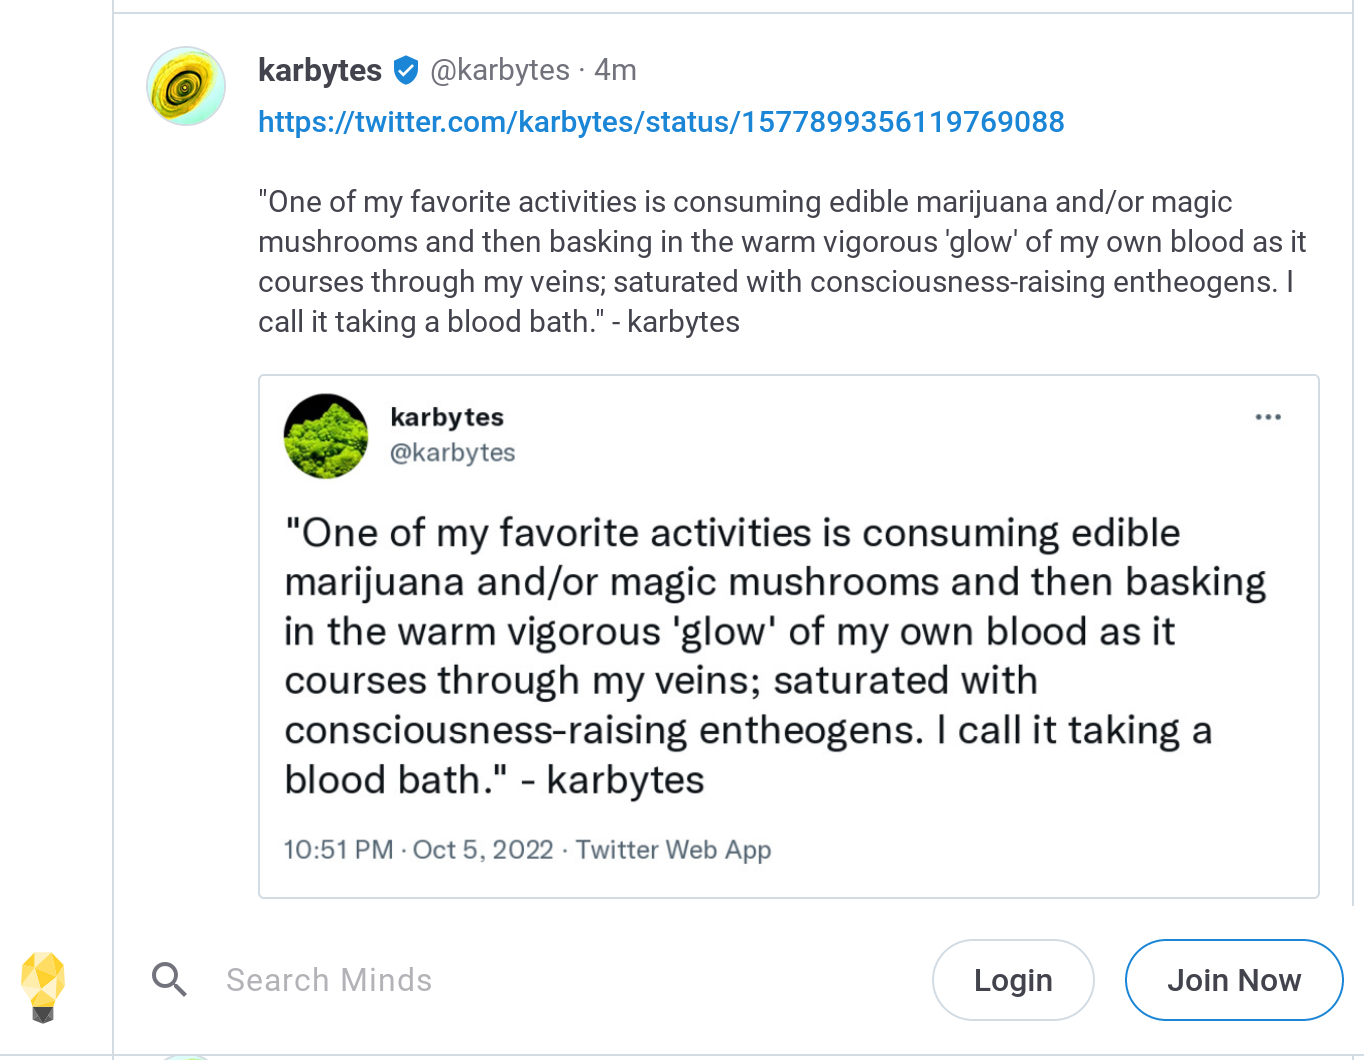 karbytes @karbytes · 4m
https://twitter.com/karbytes/status/1577899356119769088
"One of my favorite activities is consuming edible marijuana and/or magic
mushrooms and then basking in the warm vigorous 'glow' of my own blood as it
courses through my veins; saturated with consciousness-raising entheogens. I
call it taking a blood bath." - karbytes
karbytes
@karbytes
"One of my favorite activities is consuming edible
marijuana and/or magic mushrooms and then basking
in the warm vigorous 'glow' of my own blood as it
courses through my veins; saturated with
consciousness-raising entheogens. I call it taking a
blood bath." - karbytes
10:51 PM · Oct 5, 2022 · Twitter Web App
Search Minds
Login
Join Now